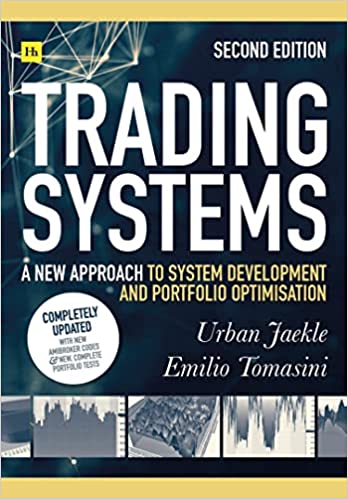 Hh
SECOND EDITION
TRADING
SYSTEMS
A NEW APPROACH TO SYSTEM DEVELOPMENT
AND PORTFOLIO OPTIMISATION
COMPLETELY
UPDATED
WITH NEW
AMIBROKER CODES
& NEW COMPLETE
PORTFOLIO TESTS
Urban Jaekle
Emilio Tomasini